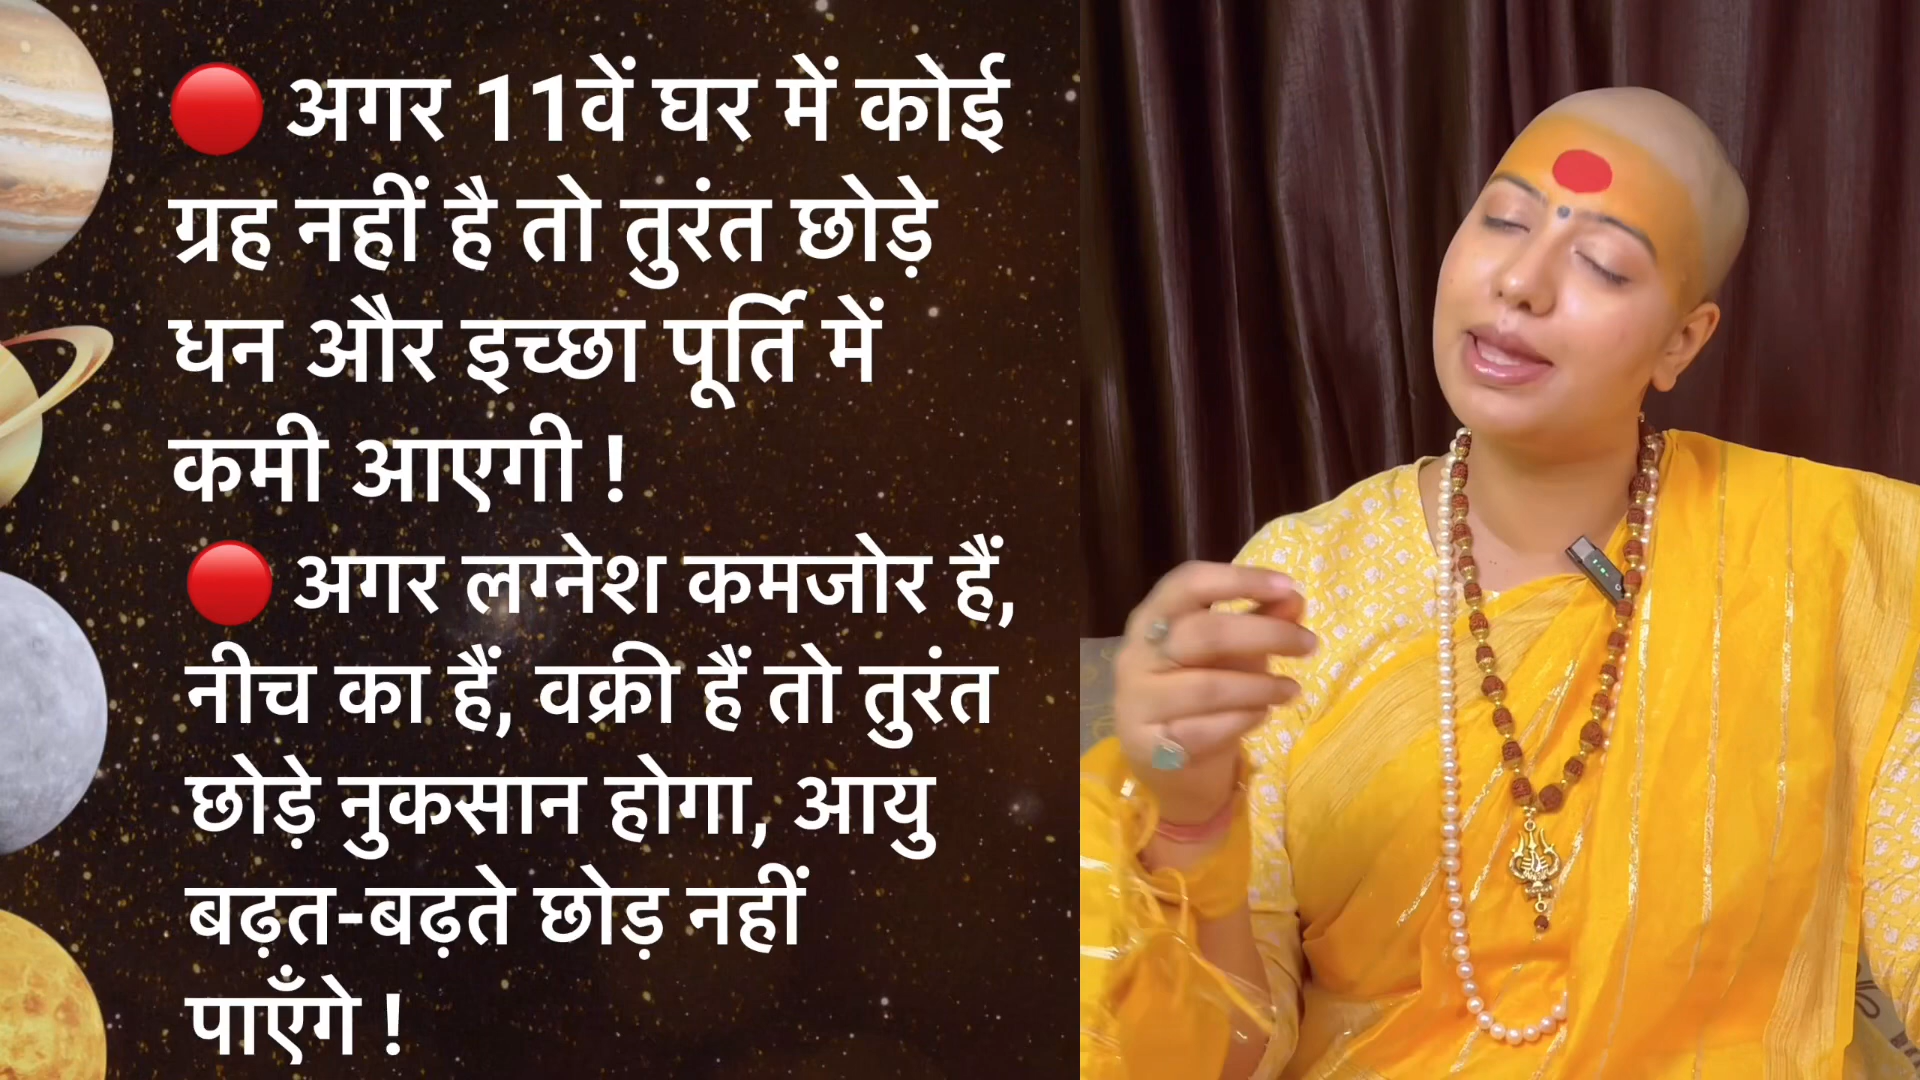 🔴 अगर 11वें घर में कोई
ग्रह नहीं है तो तुरंत छोड़े
धन और इच्छा पूर्ति में
कमी आएगी !
🔴 अगर लग्नेश कमजोर हैं,
नीच का हैं, वक्री हैं तो तुरंत
छोड़े नुकसान होगा, आयु
बढ़त-बढ़ते छोड़ नहीं
पाएँगे !